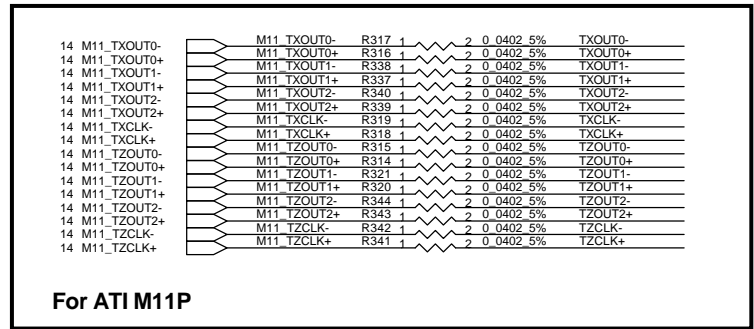 14 M11_TXOUT0- M11_TXOUT0- R317 1 2 0_0402_5% TXOUT0-
14 M11_TXOUT0+ M11_TXOUT0+ R316 1 2 0_0402_5% TXOUT0+
14 M11_TXOUT1- M11_TXOUT1- R338 1 2 0_0402_5% TXOUT1-
14 M11_TXOUT1+ M11_TXOUT1+ R337 1 2 0_0402_5% TXOUT1+
14 M11_TXOUT2- M11_TXOUT2- R340 1 2 0_0402_5% TXOUT2-
14 M11_TXOUT2+ M11_TXOUT2+ R339 1 2 0_0402_5% TXOUT2+
14 M11_TXCLK- M11_TXCLK- R319 1 2 0_0402_5% TXCLK-
14 M11_TXCLK+ M11_TXCLK+ R318 1 2 0_0402_5% TXCLK+
14 M11_TZOUT0- M11_TZOUT0- R315 1 2 0_0402_5% TZOUT0-
14 M11_TZOUT0+ M11_TZOUT0+ R314 1 2 0_0402_5% TZOUT0+
14 M11_TZOUT1- M11_TZOUT1- R321 1 2 0_0402_5% TZOUT1-
14 M11_TZOUT1+ M11_TZOUT1+ R320 1 2 0_0402_5% TZOUT1+
14 M11_TZOUT2- M11_TZOUT2- R344 1 2 0_0402_5% TZOUT2-
14 M11_TZOUT2+ M11_TZOUT2+ R343 1 2 0_0402_5% TZOUT2+
14 M11_TZCLK- M11_TZCLK- R342 1 2 0_0402_5% TZCLK-
14 M11_TZCLK+ M11_TZCLK+ R341 1 2 0_0402_5% TZCLK+
For ATI M11P